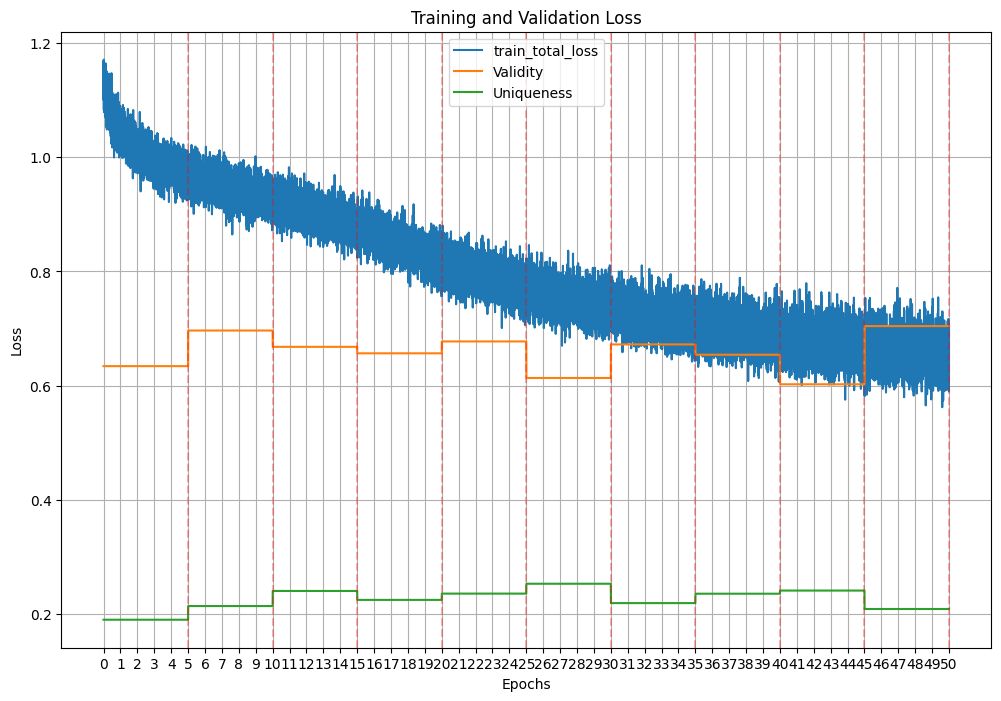 Training and Validation Loss
train_total_loss
Validity
Uniqueness
1.2
1.0
0.8
0.6
0.4
0.2
Loss
0 1 2 3 4 5 6 7 8 9 10 11 12 13 14 15 16 17 18 19 20 21 22 23 24 25 26 27 28 29 30 31 32 33 34 35 36 37 38 39 40 41 42 43 44 45 46 47 48 49 50
Epochs